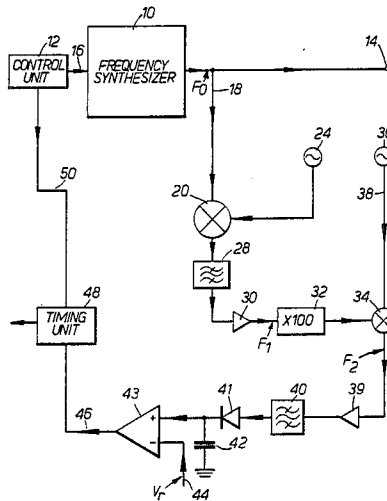 10
14
12
CONTROL
UNIT
16
FREQUENCY
SYNTHESIZER
F0
18
24
36
38
50
20
28
30
32
X100
34
F1
F2
48
TIMING
UNIT
43
41
40
39
46
+
−
42
Vr
44